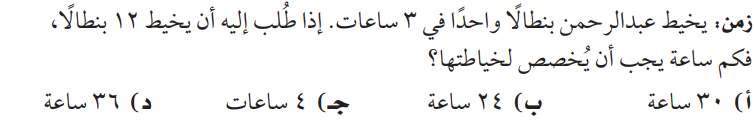 زمن: يخيط عبدالرحمن بنطالًا واحدًا في ٣ ساعات. إذا طُلب إليه أن يخيط ١٢ بنطالًا،
فكم ساعة يجب أن يُخصص لخياطتها؟
أ) ٣٠ ساعة ب) ٢٤ ساعة جـ) ٤ ساعات د) ٣٦ ساعة